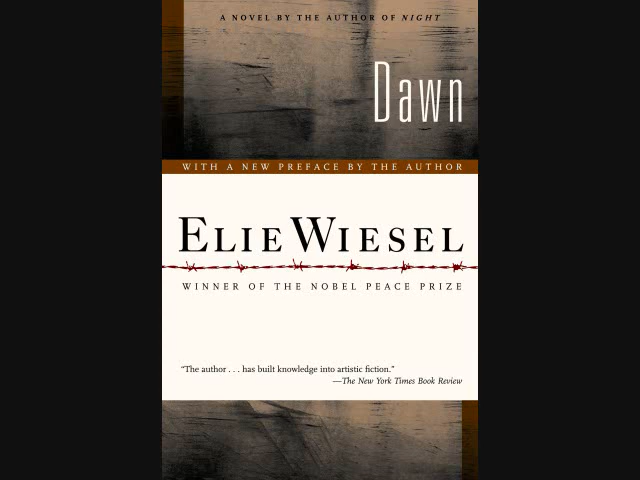 A NOVEL BY THE AUTHOR OF NIGHT
Dawn
WITH A NEW PREFACE BY THE AUTHOR
ELIE WIESEL
WINNER OF THE NOBEL PEACE PRIZE
“The author . . . has built knowledge into artistic fiction.”
—The New York Times Book Review